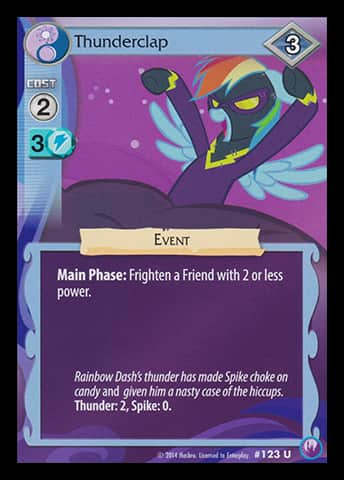 Thunderclap
3
COST
2
3
EVENT
Main Phase: Frighten a Friend with 2 or less
power.
Rainbow Dash's thunder has made Spike choke on
candy and given him a nasty case of the hiccups.
Thunder: 2, Spike: 0.
© 2014 Hasbro. Licensed to Enterplay. #123 U